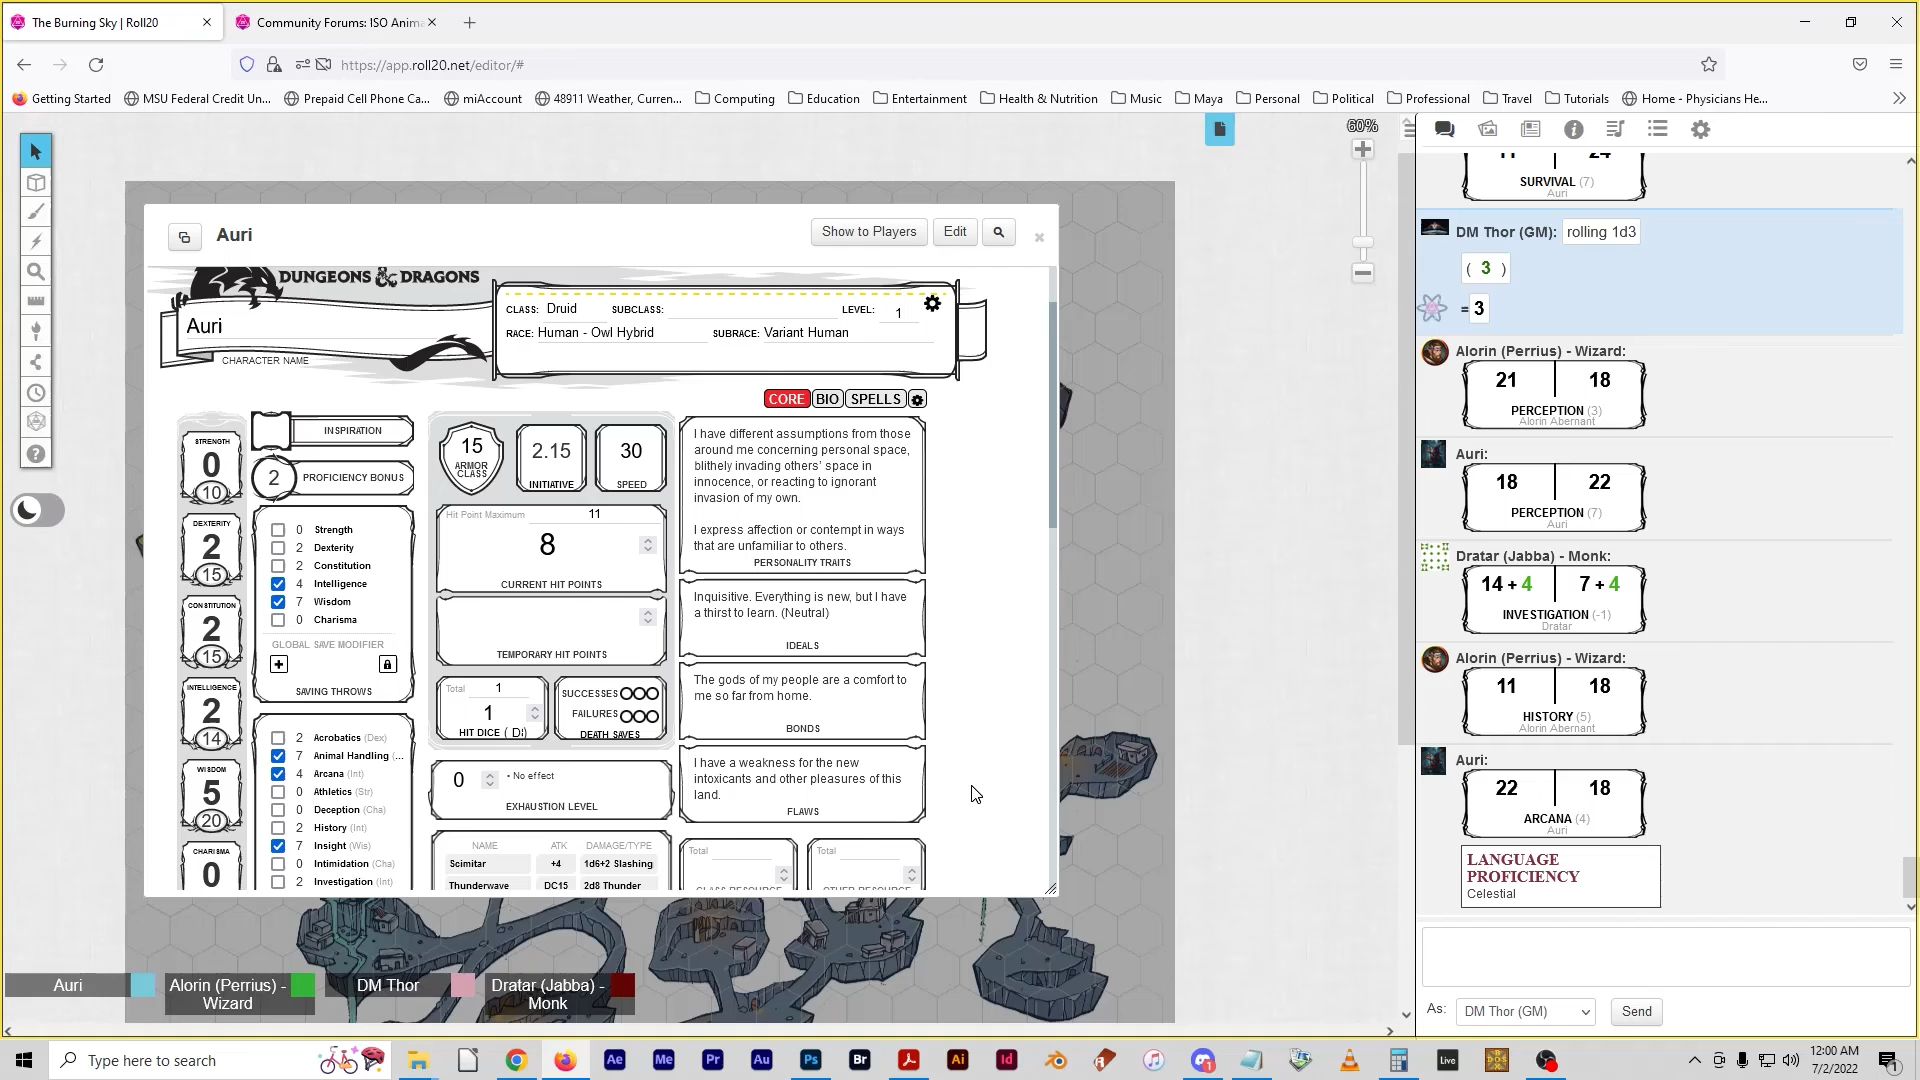 The Burning Sky | Roll20
Community Forums: ISO Anima
https://app.roll20.net/editor/#
Getting Started
MSU Federal Credit Un...
Prepaid Cell Phone Ca...
miAccount
48911 Weather, Curren...
Computing
Education
Entertainment
Health & Nutrition
Music
Maya
Personal
Political
Professional
Travel
Tutorials
Home - Physicians He...
60%
Auri
Show to Players
Edit
DUNGEONS & DRAGONS
Auri
CHARACTER NAME
CLASS: Druid SUBCLASS: LEVEL: 1
RACE: Human - Owl Hybrid SUBRACE: Variant Human
CORE BIO SPELLS
STRENGTH
0
10
DEXTERITY
2
15
CONSTITUTION
2
15
INTELLIGENCE
2
14
WISDOM
5
20
CHARISMA
0
INSPIRATION
2 PROFICIENCY BONUS
0 Strength
2 Dexterity
2 Constitution
4 Intelligence
7 Wisdom
0 Charisma
GLOBAL SAVE MODIFIER
SAVING THROWS
2 Acrobatics (Dex)
7 Animal Handling (...
4 Arcana (Int)
0 Athletics (Str)
0 Deception (Cha)
2 History (Int)
7 Insight (Wis)
0 Intimidation (Cha)
2 Investigation (Int)
15
ARMOR
CLASS
2.15
INITIATIVE
30
SPEED
Hit Point Maximum 11
8
CURRENT HIT POINTS
TEMPORARY HIT POINTS
Total 1
1
HIT DICE
SUCCESSES
FAILURES
DEATH SAVES
0 • No effect
EXHAUSTION LEVEL
NAME ATK DAMAGE/TYPE
Scimitar +4 1d6+2 Slashing
Thunderwave DC15 2d8 Thunder
I have different assumptions from those
around me concerning personal space,
blithely invading others' space in
innocence, or reacting to ignorant
invasion of my own.
I express affection or contempt in ways
that are unfamiliar to others.
PERSONALITY TRAITS
Inquisitive. Everything is new, but I have
a thirst to learn. (Neutral)
IDEALS
The gods of my people are a comfort to
me so far from home.
BONDS
I have a weakness for the new
intoxicants and other pleasures of this
land.
FLAWS
Total
Total
CLASS RESOURCE
OTHER RESOURCE
Auri
Alorin (Perrius) -
Wizard
DM Thor
Dratar (Jabba) -
Monk
11 24
SURVIVAL (7)
Auri
DM Thor (GM): rolling 1d3
( 3 )
=3
Alorin (Perrius) - Wizard:
21 18
PERCEPTION (3)
Alorin Abernant
Auri:
18 22
PERCEPTION (7)
Auri
Dratar (Jabba) - Monk:
14 + 4 7 + 4
INVESTIGATION (-1)
Dratar
Alorin (Perrius) - Wizard:
11 18
HISTORY (5)
Alorin Abernant
Auri:
22 18
ARCANA (4)
Auri
LANGUAGE
PROFICIENCY
Celestial
As: DM Thor (GM)
Send
Type here to search
Ae
Me
Pr
Au
Ps
Br
Ai
Id
Live
DOS
12:00 AM
7/2/2022